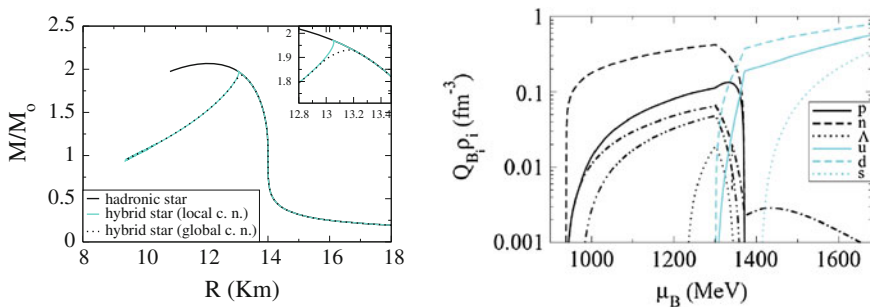 M/Mo
2.5
2
1.5
1
0.5
0
8 10 12 14 16 18
R (Km)
hadronic star
hybrid star (local c. n.)
hybrid star (global c. n.)
2
1.9
1.8
12.8 13 13.2 13.4
Q_{B_i}ρ_i (fm^{-3})
1
0.1
0.01
0.001
1000 1200 1400 1600
μ_B (MeV)
p
n
Λ
u
d
s